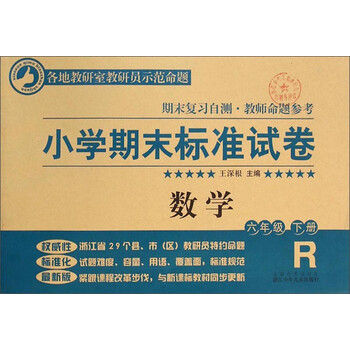 各地教研室教研员示范命题
期末复习自测·教师命题参考
小学期末标准试卷
★★★★★ 王深根 主编 ★★★★★
数学
六年级 下册
权威性 浙江省29个县、市（区）教研员特约命题
标准化 试题难度、容量、用语、覆盖面，标准规范
最新版 紧跟课程改革步伐，与新课标教材同步更新
R